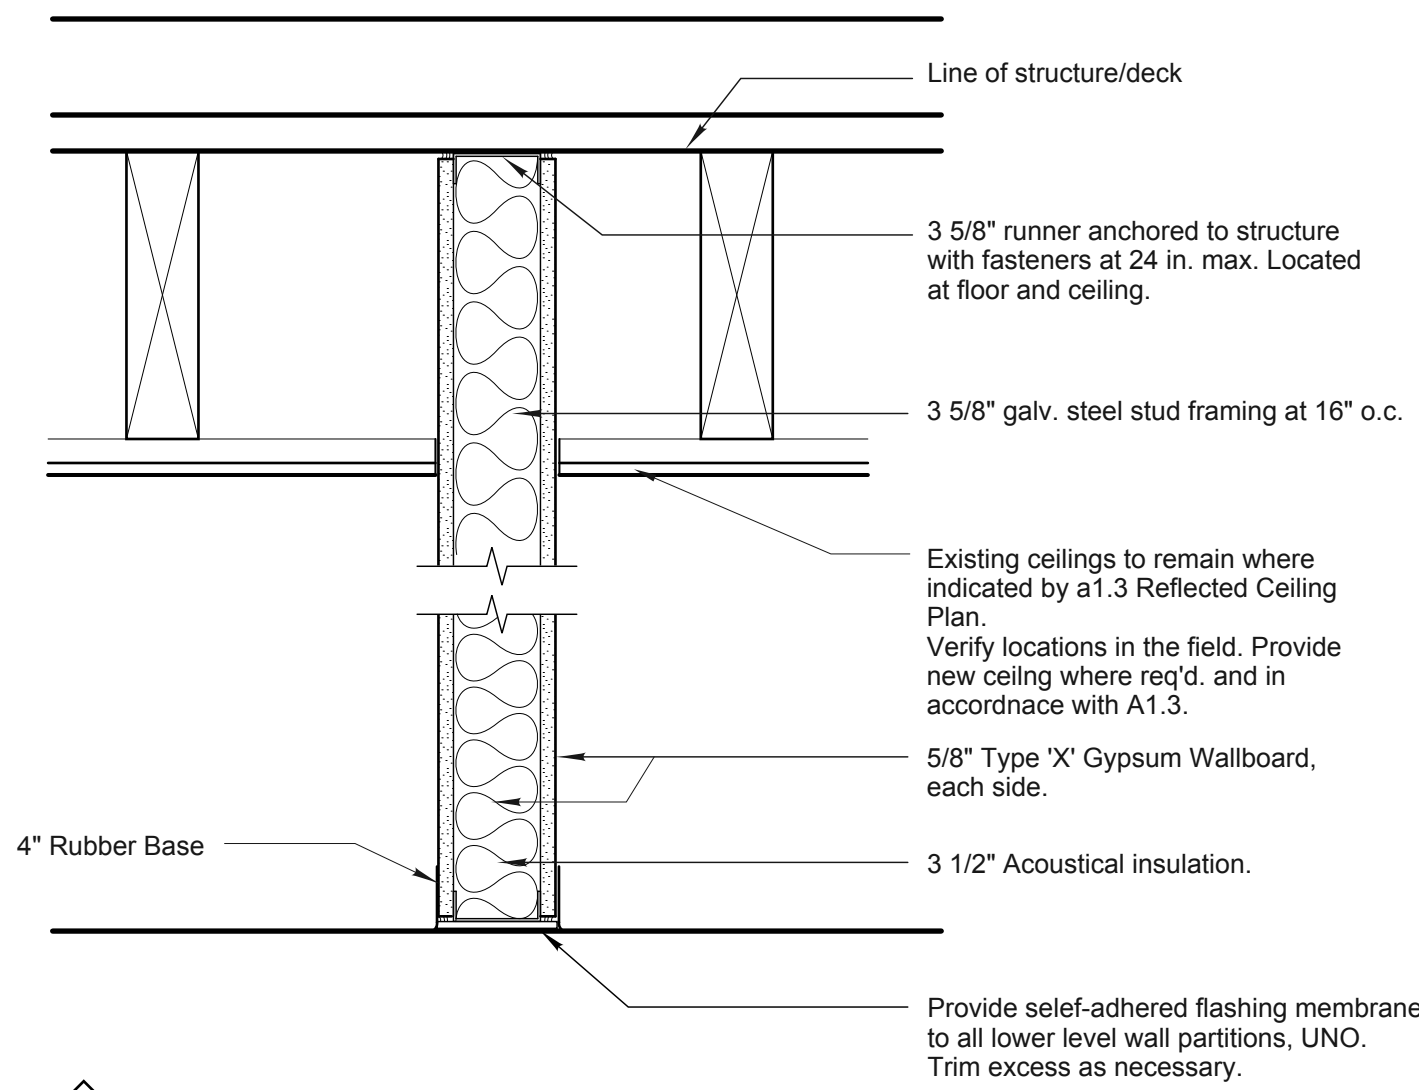 Line of structure/deck
3 5/8" runner anchored to structure
with fasteners at 24 in. max. Located
at floor and ceiling.
3 5/8" galv. steel stud framing at 16" o.c.
Existing ceilings to remain where
indicated by a1.3 Reflected Ceiling
Plan.
Verify locations in the field. Provide
new ceilng where req'd. and in
accordnace with A1.3.
5/8" Type 'X' Gypsum Wallboard,
each side.
4" Rubber Base
3 1/2" Acoustical insulation.
Provide selef-adhered flashing membrane
to all lower level wall partitions, UNO.
Trim excess as necessary.